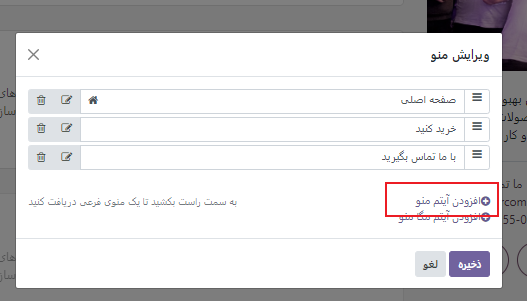 ویرایش منو
صفحه اصلی
خرید کنید
با ما تماس بگیرید
افزودن آیتم منو
به سمت راست بکشید تا یک منوی فرعی دریافت کنید
افزودن آیتم مگا منو
ذخیره
لغو